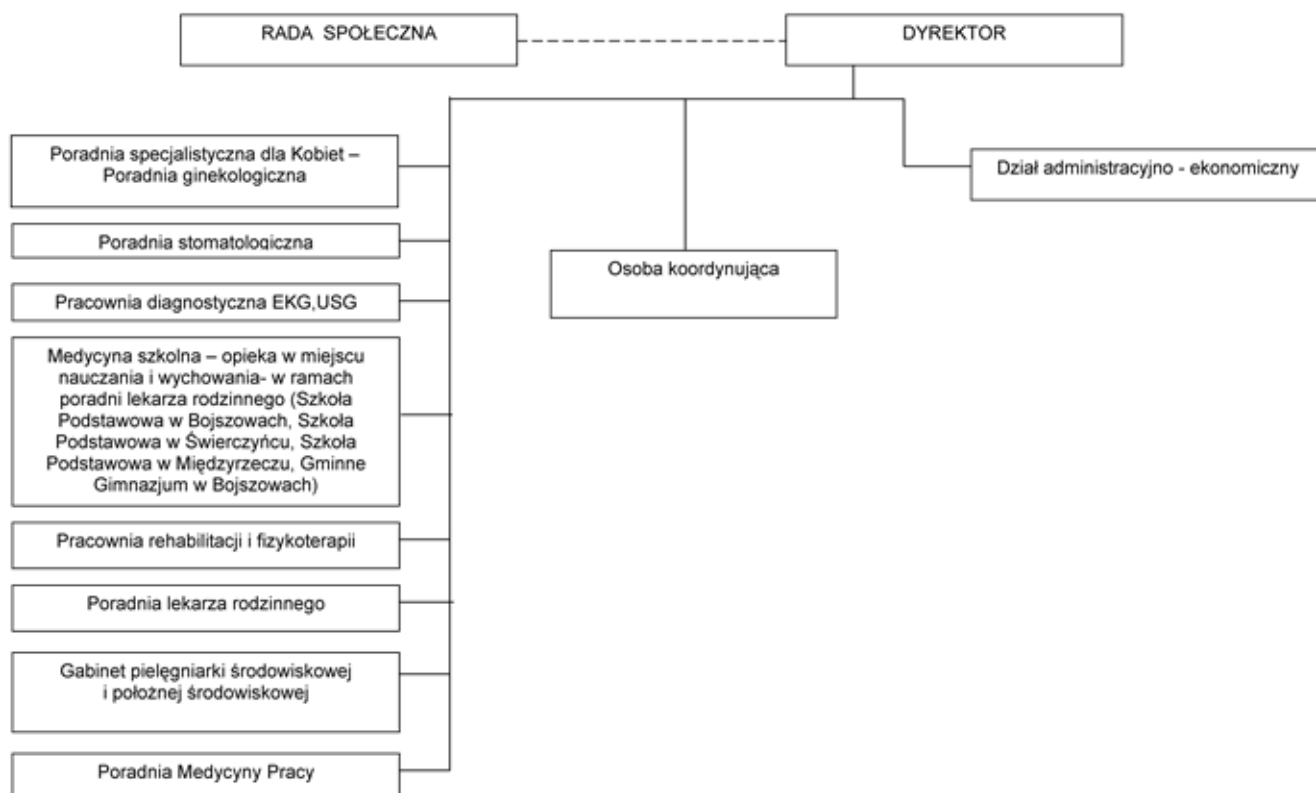 RADA SPOŁECZNA
DYREKTOR
Poradnia specjalistyczna dla Kobiet –
Poradnia ginekologiczna
Dział administracyjno - ekonomiczny
Poradnia stomatologiczna
Osoba koordynująca
Pracownia diagnostyczna EKG,USG
Medycyna szkolna – opieka w miejscu
nauczania i wychowania- w ramach
poradni lekarza rodzinnego (Szkoła
Podstawowa w Bojszowach, Szkoła
Podstawowa w Świerczyńcu, Szkoła
Podstawowa w Międzyrzeczu, Gminne
Gimnazjum w Bojszowach)
Pracownia rehabilitacji i fizykoterapii
Poradnia lekarza rodzinnego
Gabinet pielęgniarki środowiskowej
i położnej środowiskowej
Poradnia Medycyny Pracy